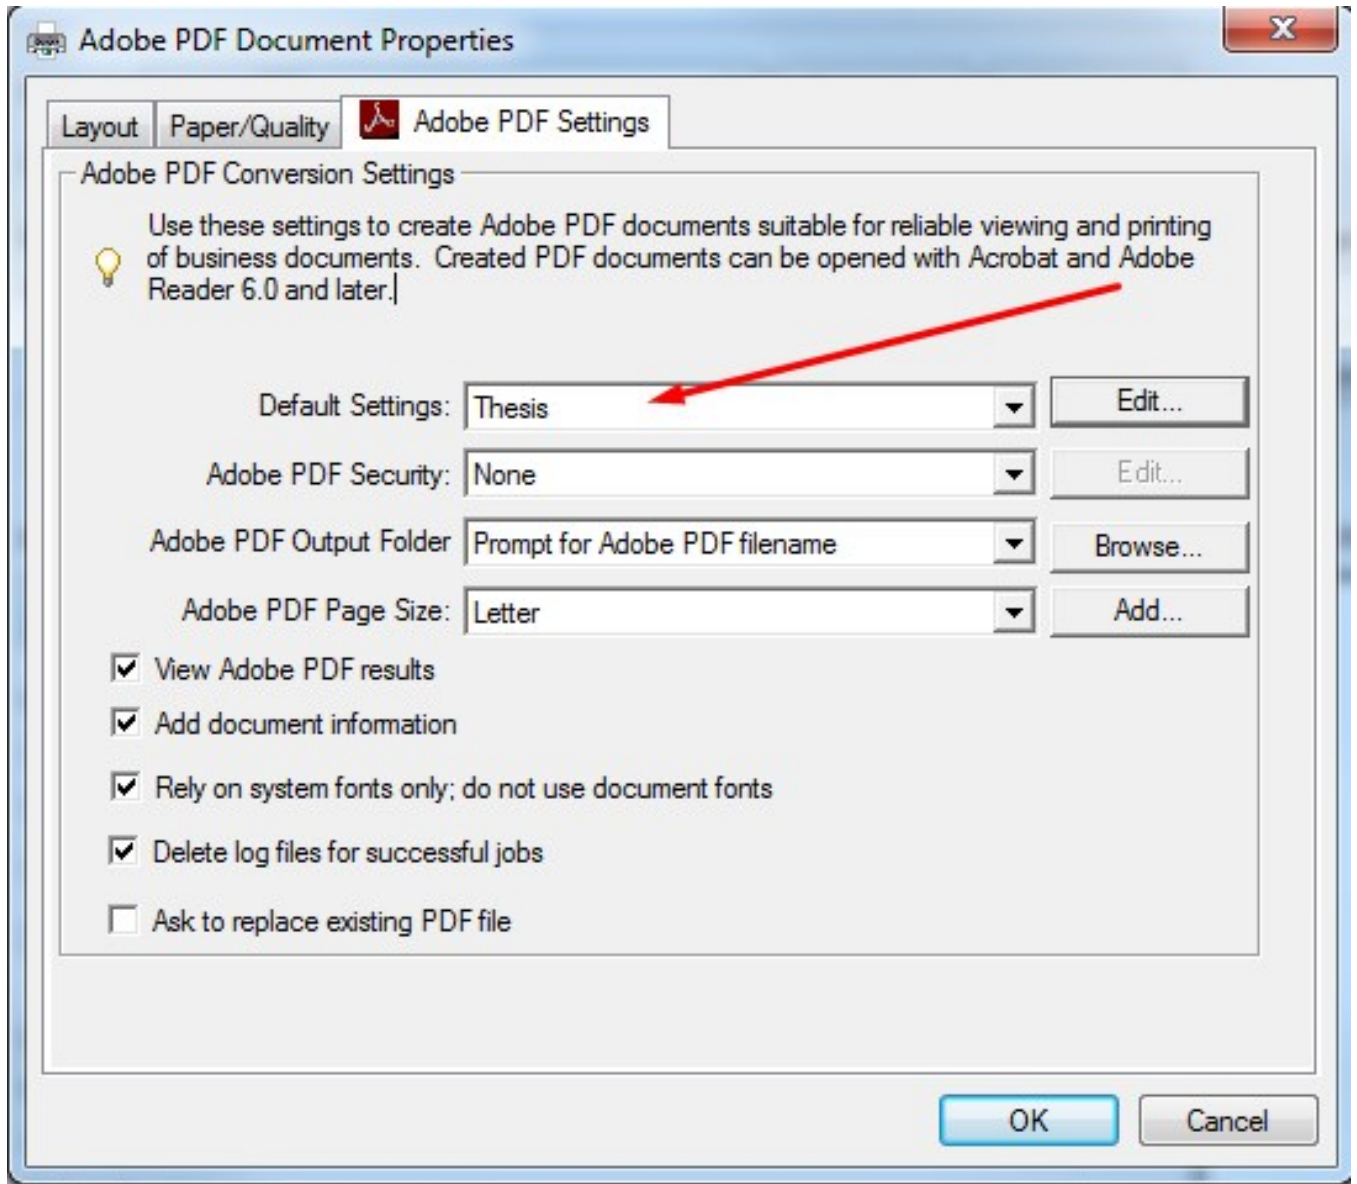 Adobe PDF Document Properties
Layout
Paper/Quality
Adobe PDF Settings
Adobe PDF Conversion Settings
Use these settings to create Adobe PDF documents suitable for reliable viewing and printing
of business documents.  Created PDF documents can be opened with Acrobat and Adobe
Reader 6.0 and later.
Default Settings: Thesis Edit...
Adobe PDF Security: None Edit...
Adobe PDF Output Folder Prompt for Adobe PDF filename Browse...
Adobe PDF Page Size: Letter Add...
View Adobe PDF results
Add document information
Rely on system fonts only; do not use document fonts
Delete log files for successful jobs
Ask to replace existing PDF file
OK Cancel